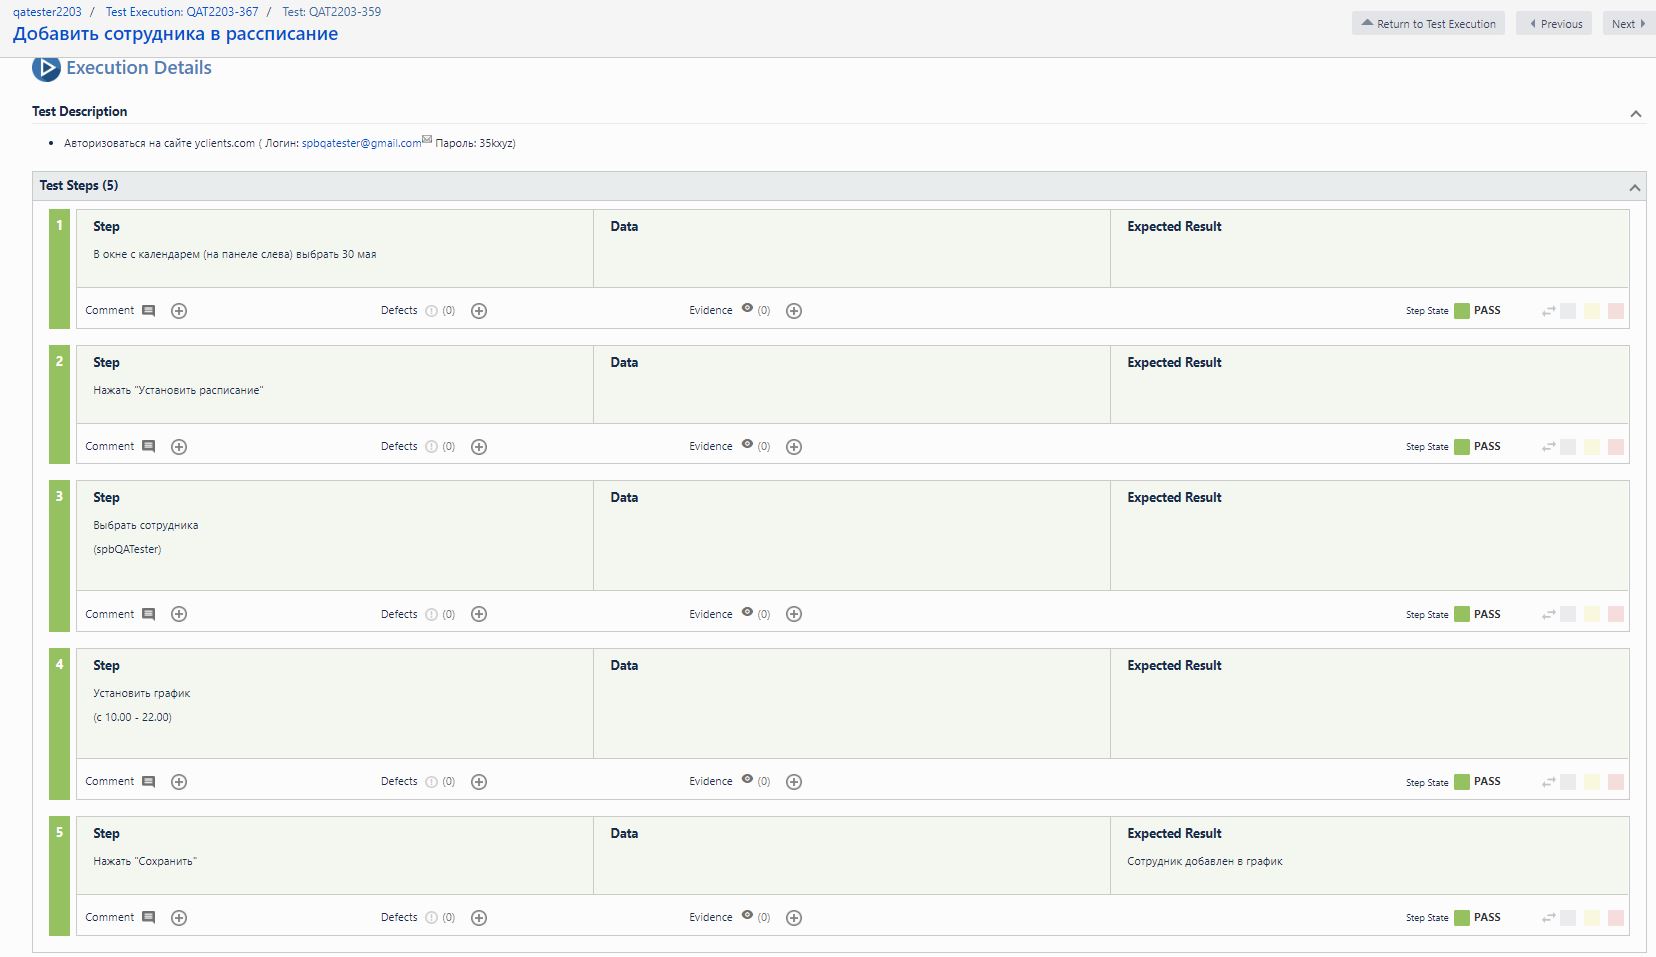 qatester2203 / Test Execution: QAT2203-367 / Test: QAT2203-359
Добавить сотрудника в рассписание
Return to Test Execution
Previous
Next
Execution Details
Test Description
• Авторизоваться на сайте yclients.com ( Логин: spbqatester@gmail.com Пароль: 35kxyz)
Test Steps (5)
1
Step Data Expected Result
В окне с календарем (на панеле слева) выбрать 30 мая
Comment Defects (0) Evidence (0) Step State PASS
2
Step Data Expected Result
Нажать "Установить расписание"
Comment Defects (0) Evidence (0) Step State PASS
3
Step Data Expected Result
Выбрать сотрудника
(spbQATester)
Comment Defects (0) Evidence (0) Step State PASS
4
Step Data Expected Result
Установить график
(с 10.00 - 22.00)
Comment Defects (0) Evidence (0) Step State PASS
5
Step Data Expected Result
Нажать "Сохранить" Сотрудник добавлен в график
Comment Defects (0) Evidence (0) Step State PASS